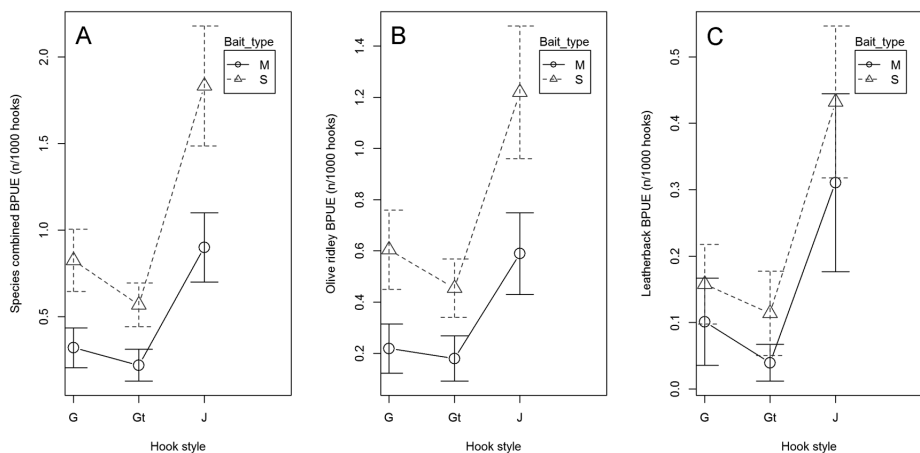 A
Bait_type
M
S
Species combined BPUE (n/1000 hooks)
2.0
1.5
1.0
0.5
G
Gt
J
Hook style
B
Bait_type
M
S
Olive ridley BPUE (n/1000 hooks)
1.4
1.2
1.0
0.8
0.6
0.4
0.2
G
Gt
J
Hook style
C
Bait_type
M
S
Leatherback BPUE (n/1000 hooks)
0.5
0.4
0.3
0.2
0.1
0.0
G
Gt
J
Hook style